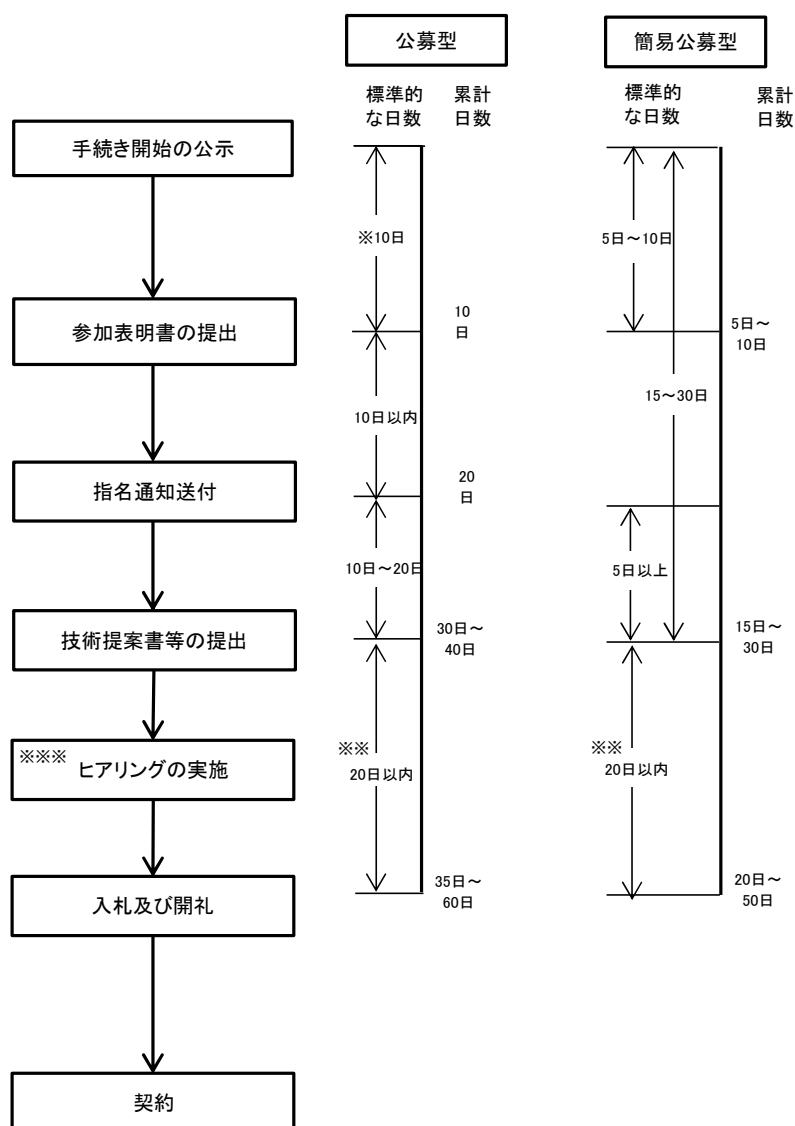 公募型
簡易公募型
標準的
な日数
累計
日数
標準的
な日数
累計
日数
手続き開始の公示
※10日
5日～10日
参加表明書の提出
10
日
5日～
10日
15～30日
10日以内
指名通知送付
20
日
10日～20日
5日以上
技術提案書等の提出
30日～
40日
15日～
30日
※※※ ヒアリングの実施
※※
20日以内
※※
20日以内
入札及び開札
35日～
60日
20日～
50日
契約